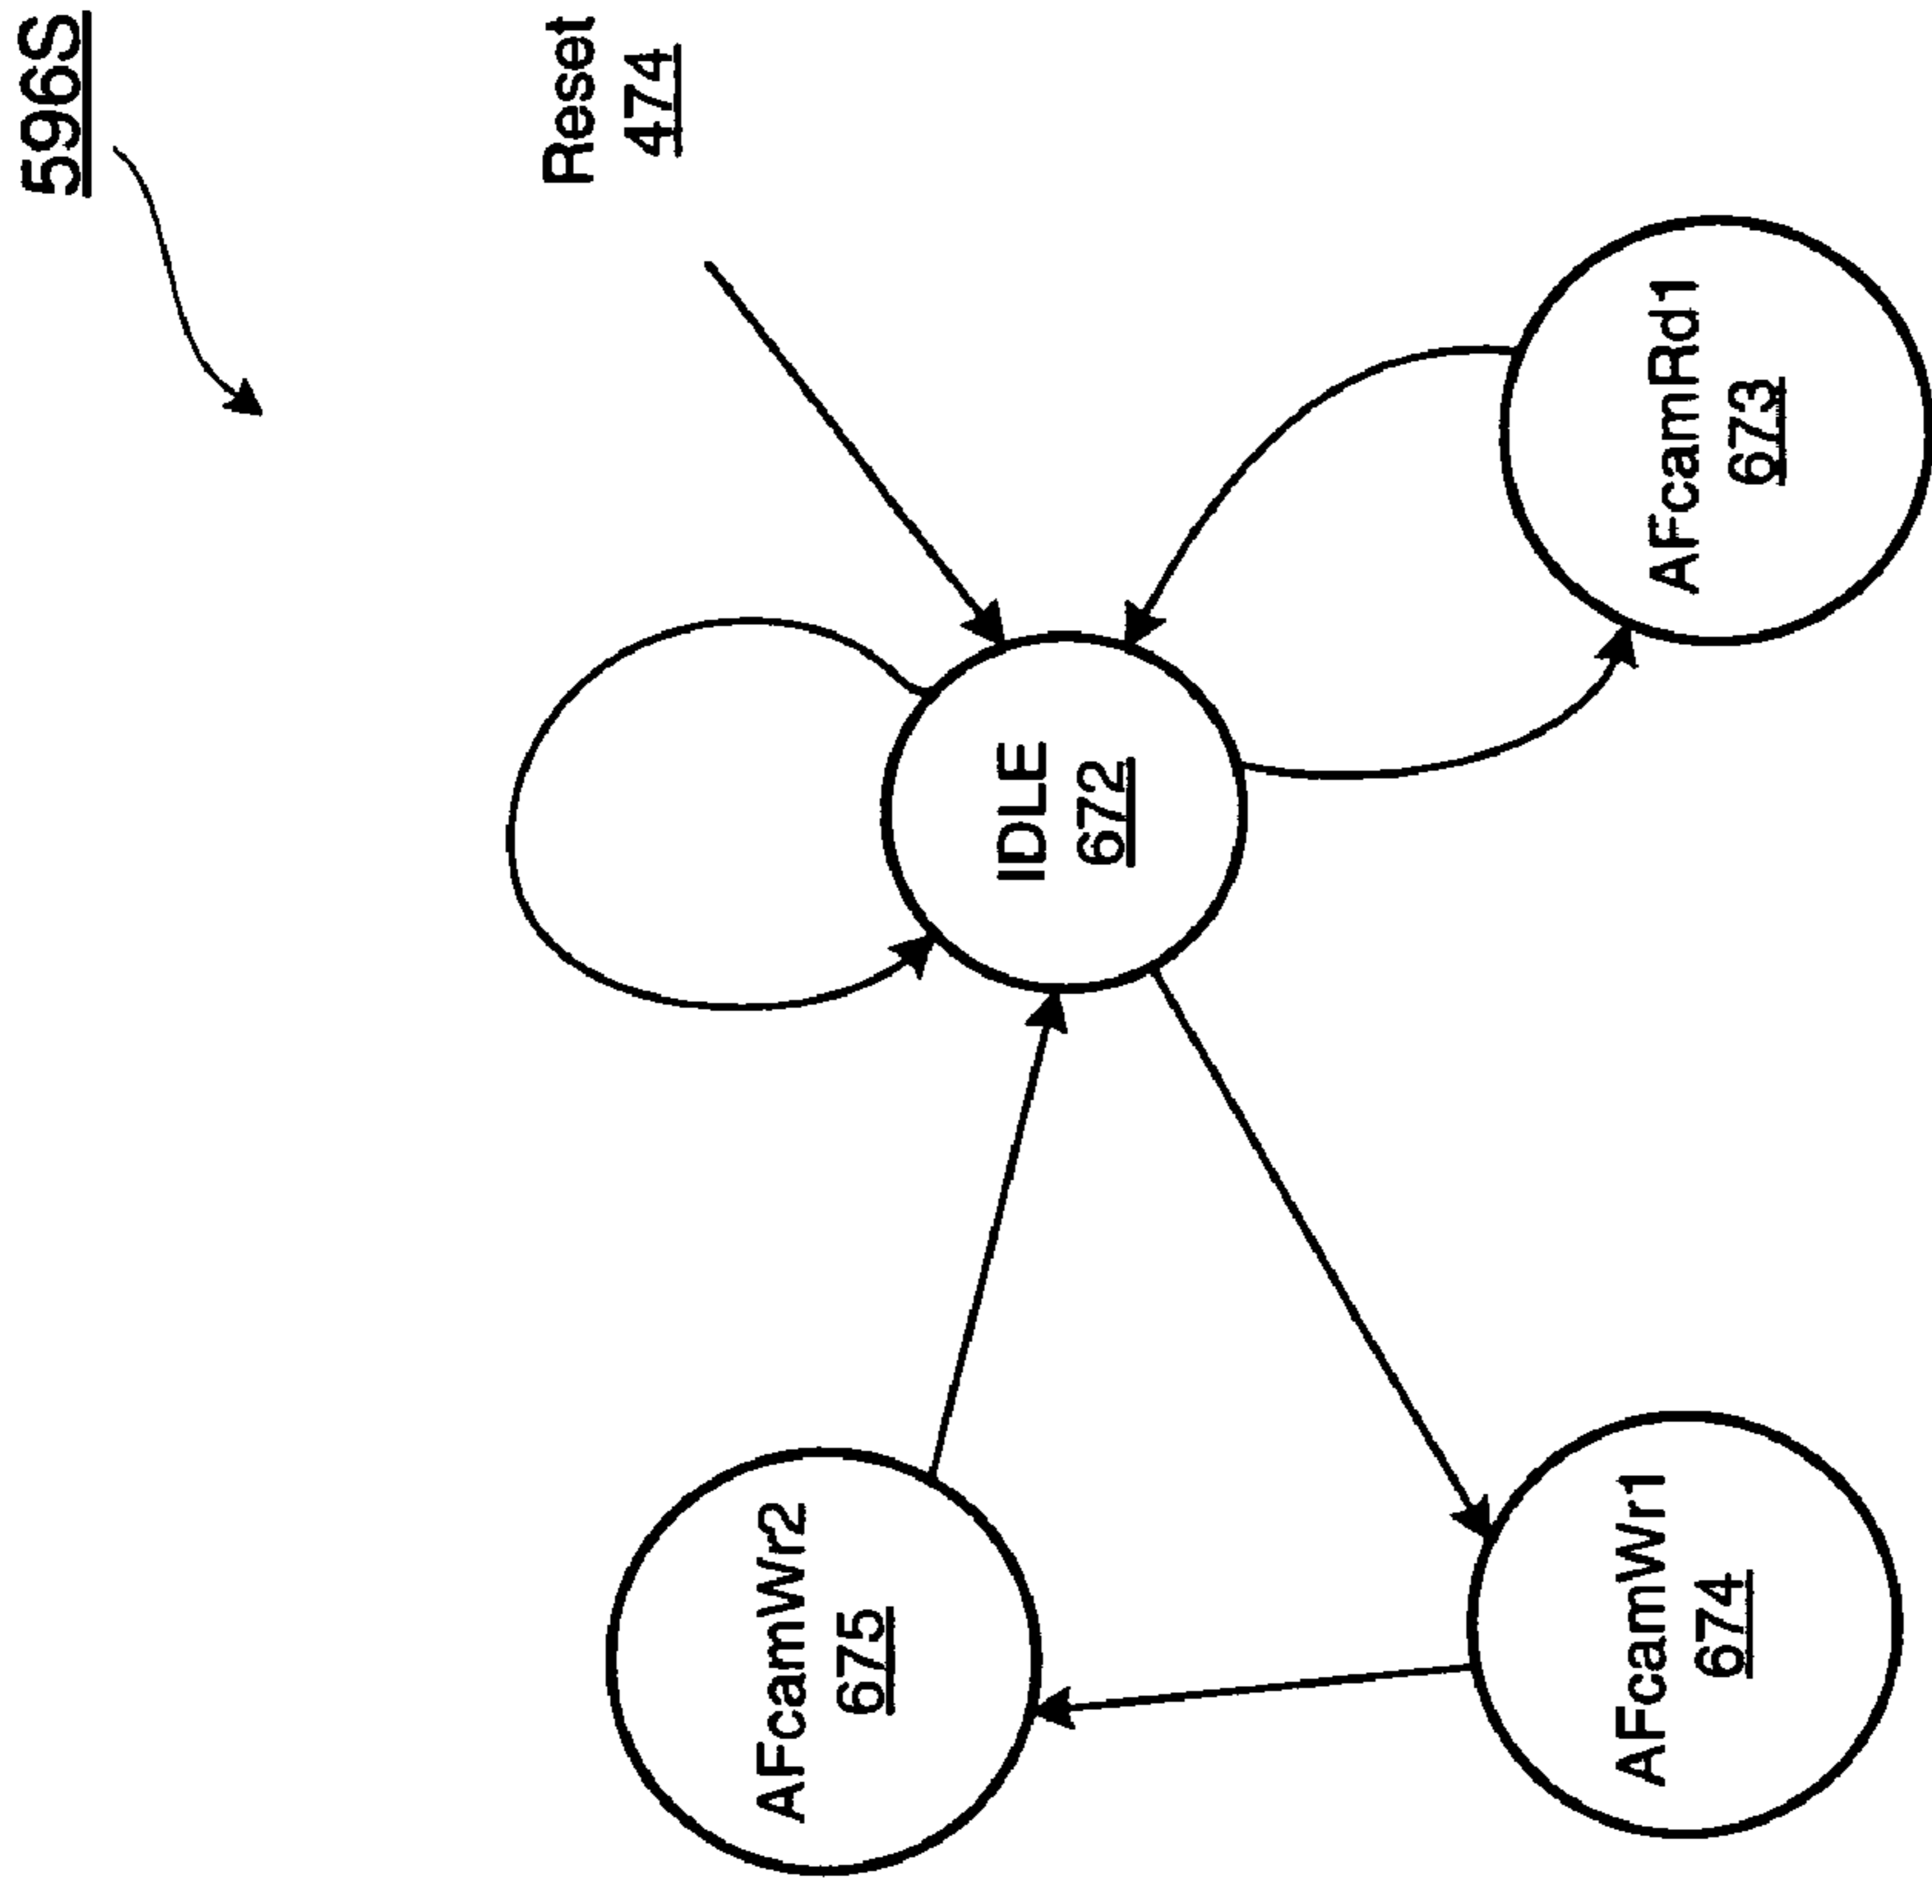 596S
Reset
474
AFcamWr2
675
IDLE
672
AFcamWr1
674
AFcamRd1
673